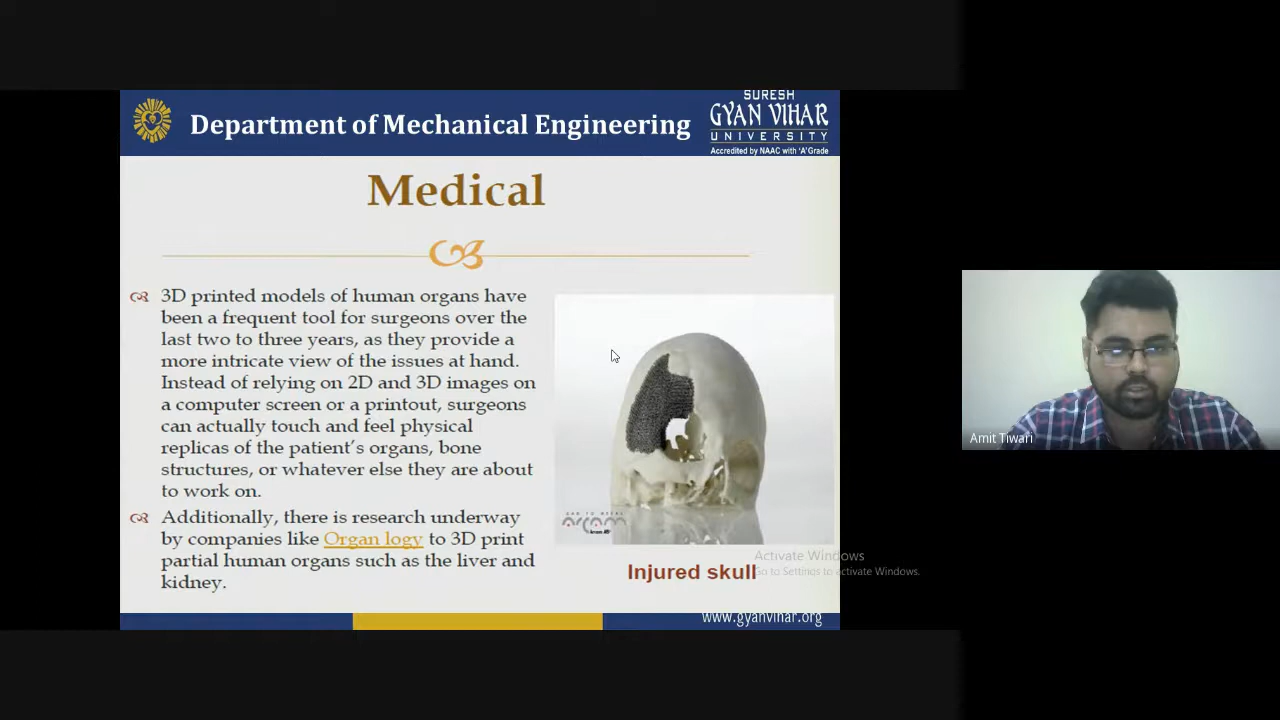 Department of Mechanical Engineering
SURESH
GYAN VIHAR
UNIVERSITY
Accredited by NAAC with 'A' Grade
Medical
3D printed models of human organs have
been a frequent tool for surgeons over the
last two to three years, as they provide a
more intricate view of the issues at hand.
Instead of relying on 2D and 3D images on
a computer screen or a printout, surgeons
can actually touch and feel physical
replicas of the patient's organs, bone
structures, or whatever else they are about
to work on.
Additionally, there is research underway
by companies like Organ logy to 3D print
partial human organs such as the liver and
kidney.
Arcam
Injured skull
Activate Windows
Go to Settings to activate Windows.
www.gyanvihar.org
Amit Tiwari